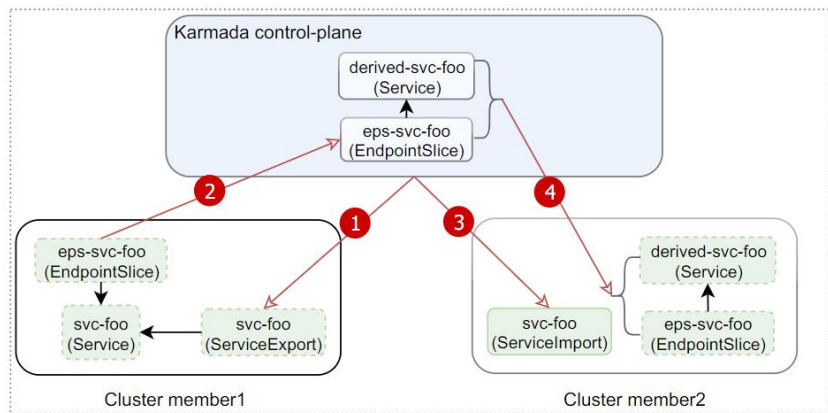 Karmada control-plane
derived-svc-foo
(Service)
eps-svc-foo
(EndpointSlice)
2
1
3
4
eps-svc-foo
(EndpointSlice)
svc-foo
(Service)
svc-foo
(ServiceExport)
derived-svc-foo
(Service)
svc-foo
(ServiceImport)
eps-svc-foo
(EndpointSlice)
Cluster member1
Cluster member2